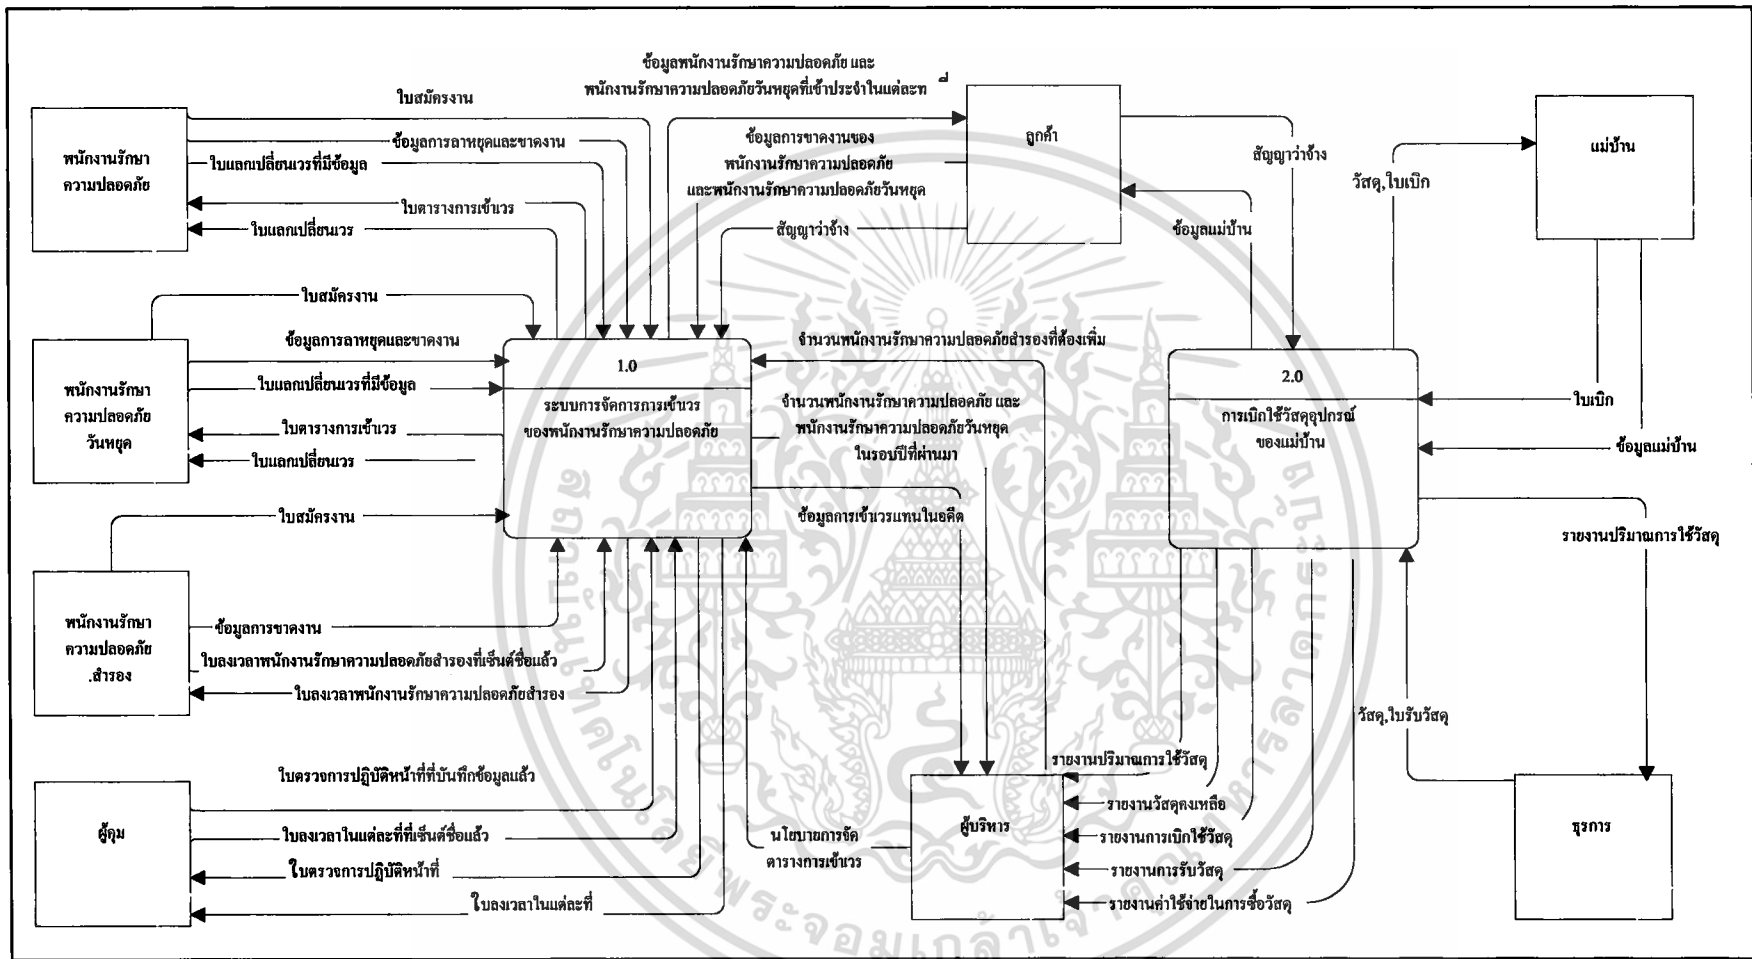 ข้อมูลพนักงานรักษาความปลอดภัย และ
พนักงานรักษาความปลอดภัยวันหยุดที่เข้าประจำในแต่ละที่
ใบสมัครงาน
ข้อมูลการลาหยุดและขาดงาน
ใบแลกเปลี่ยนเวรที่มีข้อมูล
ใบตารางการเข้าเวร
ใบแลกเปลี่ยนเวร
พนักงานรักษา
ความปลอดภัย
ข้อมูลการขาดงานของ
พนักงานรักษาความปลอดภัย
และพนักงานรักษาความปลอดภัยวันหยุด
สัญญาว่าจ้าง
ลูกค้า
สัญญาว่าจ้าง
ข้อมูลแม่บ้าน
วัสดุ,ใบเบิก
แม่บ้าน
ใบสมัครงาน
ข้อมูลการลาหยุดและขาดงาน
ใบแลกเปลี่ยนเวรที่มีข้อมูล
ใบตารางการเข้าเวร
ใบแลกเปลี่ยนเวร
พนักงานรักษา
ความปลอดภัย
วันหยุด
1.0
ระบบการจัดการการเข้าเวร
ของพนักงานรักษาความปลอดภัย
จำนวนพนักงานรักษาความปลอดภัยสำรองที่ต้องเพิ่ม
จำนวนพนักงานรักษาความปลอดภัย และ
พนักงานรักษาความปลอดภัยวันหยุด
ในรอบปีที่ผ่านมา
ข้อมูลการเข้าเวรแทนในอดีต
2.0
การเบิกใช้วัสดุอุปกรณ์
ของแม่บ้าน
ใบเบิก
ข้อมูลแม่บ้าน
รายงานปริมาณการใช้วัสดุ
ใบสมัครงาน
พนักงานรักษา
ความปลอดภัย
.สำรอง
ข้อมูลการขาดงาน
ใบลงเวลาพนักงานรักษาความปลอดภัยสำรองที่เซ็นต์ชื่อแล้ว
ใบลงเวลาพนักงานรักษาความปลอดภัยสำรอง
วัสดุ,ใบรับวัสดุ
ใบตรวจการปฏิบัติหน้าที่ที่บันทึกข้อมูลแล้ว
ใบลงเวลาในแต่ละที่ที่เซ็นต์ชื่อแล้ว
ใบตรวจการปฏิบัติหน้าที่
ใบลงเวลาในแต่ละที่
ผู้คุม
นโยบายการจัด
ตารางการเข้าเวร
ผู้บริหาร
รายงานปริมาณการใช้วัสดุ
รายงานวัสดุคงเหลือ
รายงานการเบิกใช้วัสดุ
รายงานการรับวัสดุ
รายงานค่าใช้จ่ายในการซื้อวัสดุ
ธุรการ
สถาบันเทคโนโลยีพระจอมเกล้าเจ้าคุณทหารลาดกระบัง